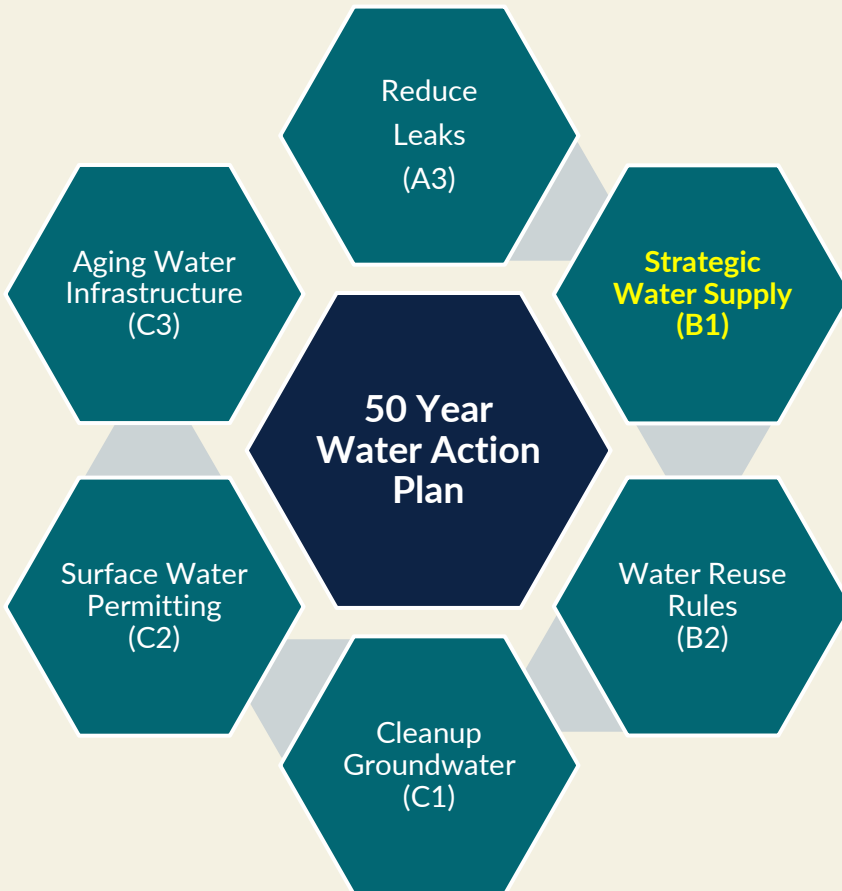 Reduce
Leaks
(A3)
Aging Water
Infrastructure
(C3)
Strategic
Water Supply
(B1)
50 Year
Water Action
Plan
Surface Water
Permitting
(C2)
Water Reuse
Rules
(B2)
Cleanup
Groundwater
(C1)